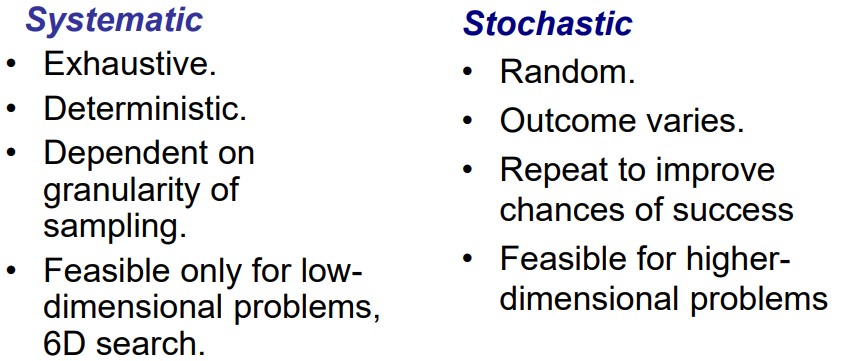 Systematic
• Exhaustive.
• Deterministic.
• Dependent on
granularity of
sampling.
• Feasible only for low-
dimensional problems,
6D search.
Stochastic
• Random.
• Outcome varies.
• Repeat to improve
chances of success
• Feasible for higher-
dimensional problems